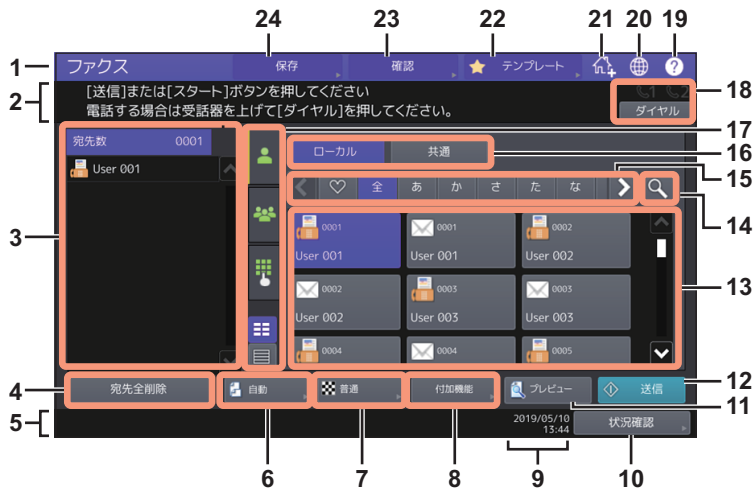 24 23 22 21 20 19
1 ファクス 保存 確認 テンプレート ?
2 [送信]または[スタート]ボタンを押してください
電話する場合は受話器を上げて[ダイヤル]を押してください。
1 2 18
ダイヤル
17
宛先数 0001
ローカル 共通 16
User 001
15
全 あ か さ た な
14
3
0001 User 001
0001 User 001
0002 User 002
13
0002 User 002
0003 User 003
0003 User 003
0004
0004
0005
4 宛先全削除 自動 普通 付加機能 プレビュー 送信 12
11
5 2019/05/10
13:44
状況確認
6 7 8 9 10